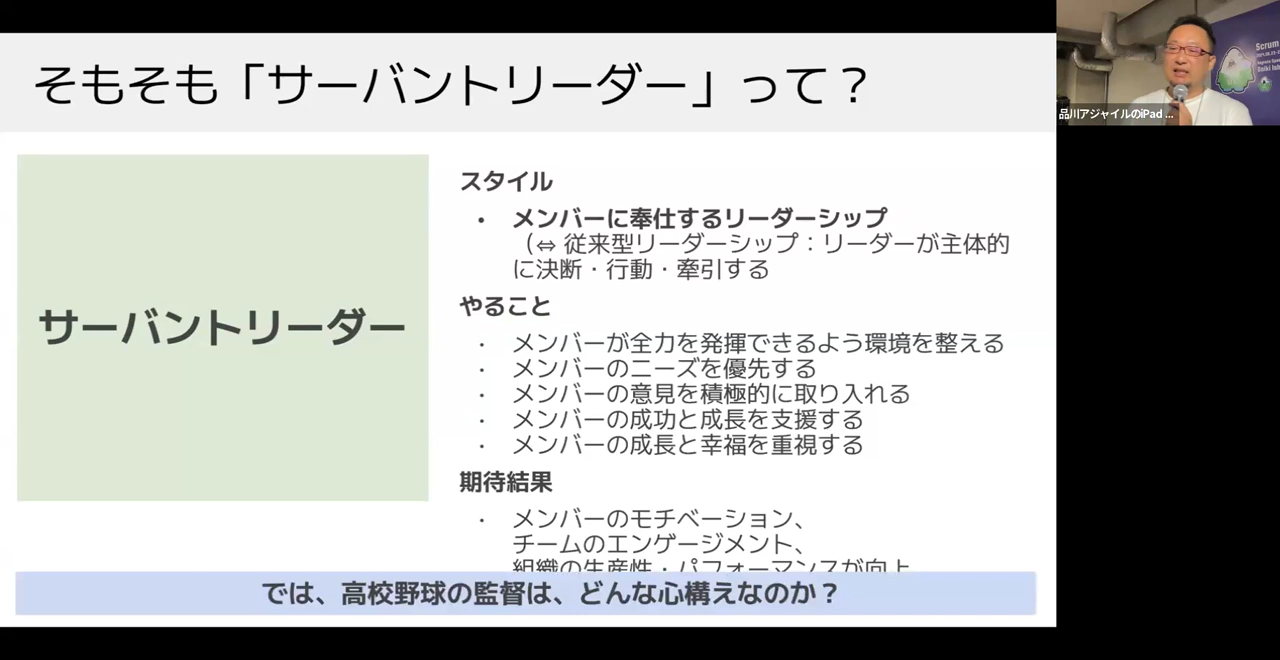 そもそも「サーバントリーダー」って？
サーバントリーダー
スタイル
・ メンバーに奉仕するリーダーシップ
（⇔ 従来型リーダーシップ：リーダーが主体的
に決断・行動・牽引する
やること
・ メンバーが全力を発揮できるよう環境を整える
・ メンバーのニーズを優先する
・ メンバーの意見を積極的に取り入れる
・ メンバーの成功と成長を支援する
・ メンバーの成長と幸福を重視する
期待結果
・ メンバーのモチベーション、
チームのエンゲージメント、
組織の生産性・パフォーマンスが向上
では、高校野球の監督は、どんな心構えなのか？
Scrum
品川アジャイルのiPad ...